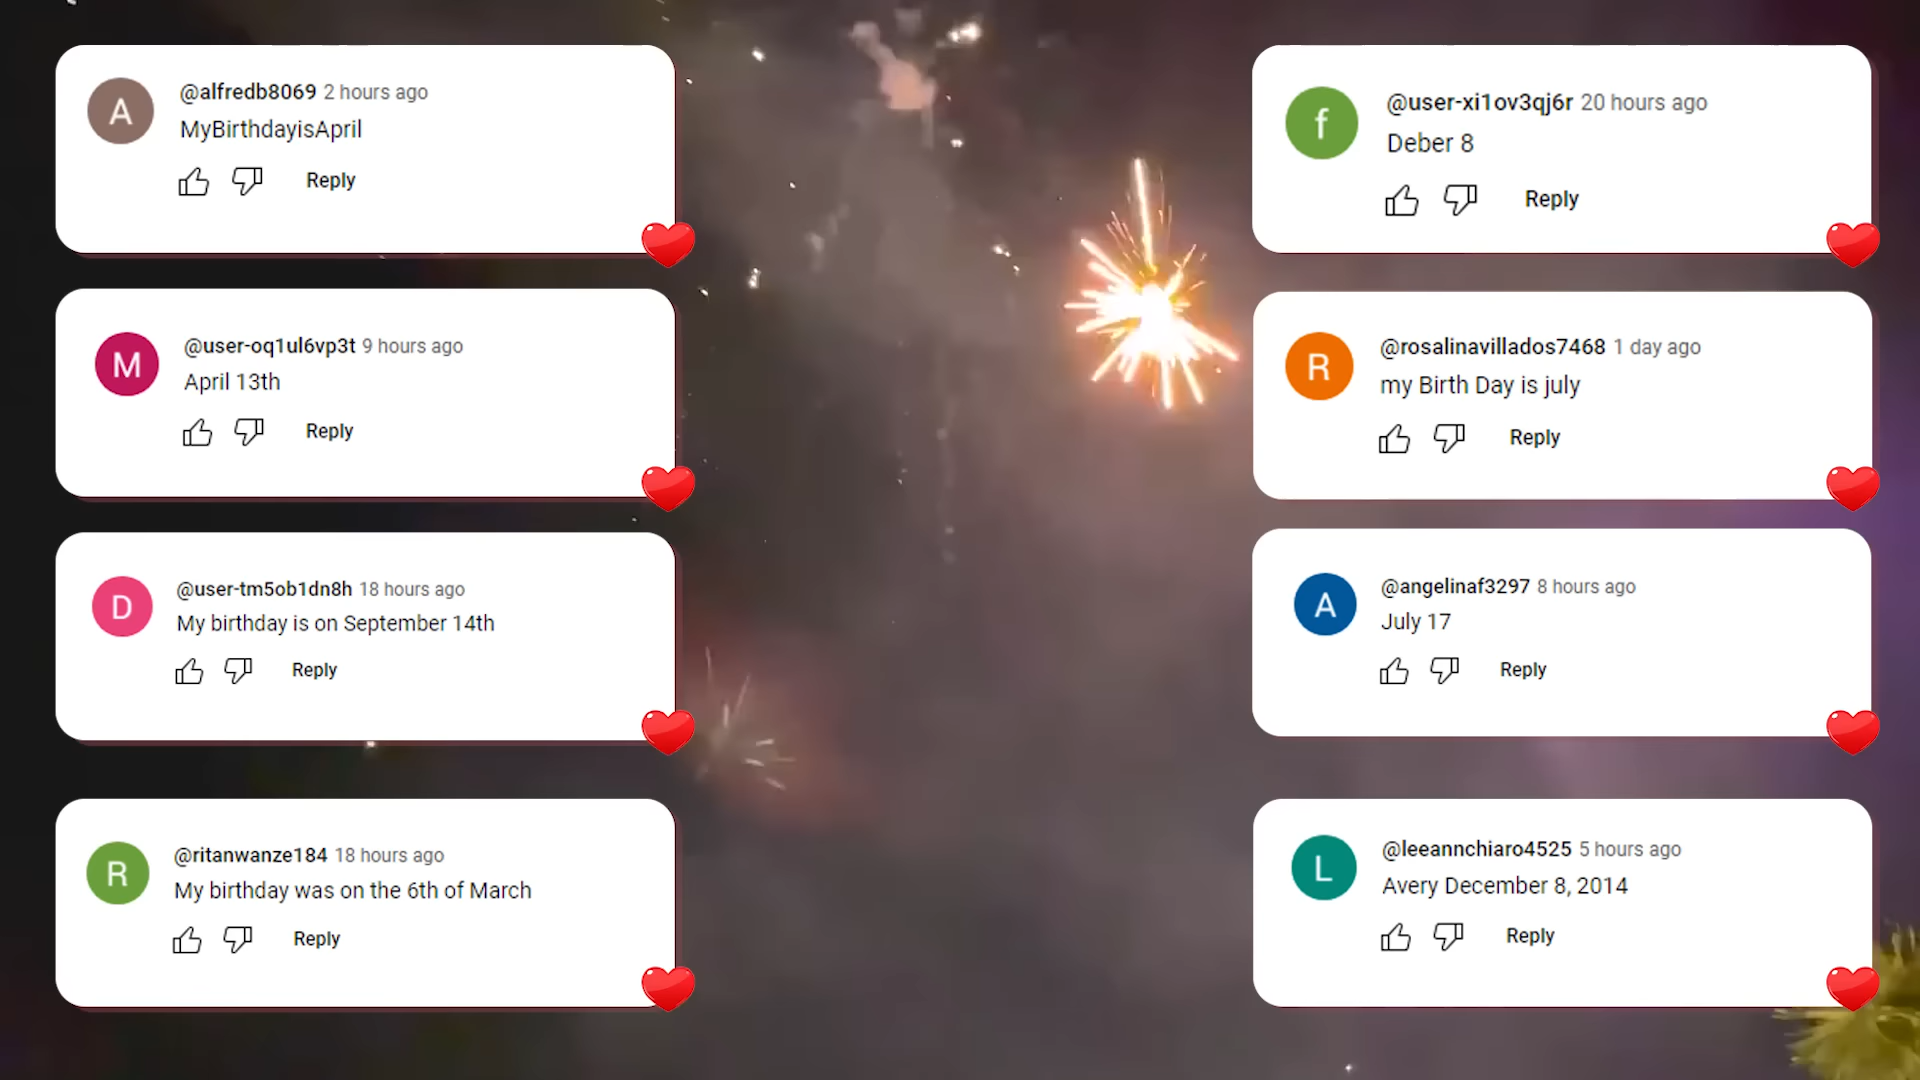 A
@alfredb8069 2 hours ago
MyBirthdayisApril
Reply
M
@user-oq1ul6vp3t 9 hours ago
April 13th
Reply
D
@user-tm5ob1dn8h 18 hours ago
My birthday is on September 14th
Reply
R
@ritanwanze184 18 hours ago
My birthday was on the 6th of March
Reply
f
@user-xi1ov3qj6r 20 hours ago
Deber 8
Reply
R
@rosalinavillados7468 1 day ago
my Birth Day is july
Reply
A
@angelinaf3297 8 hours ago
July 17
Reply
L
@leeannchiaro4525 5 hours ago
Avery December 8, 2014
Reply